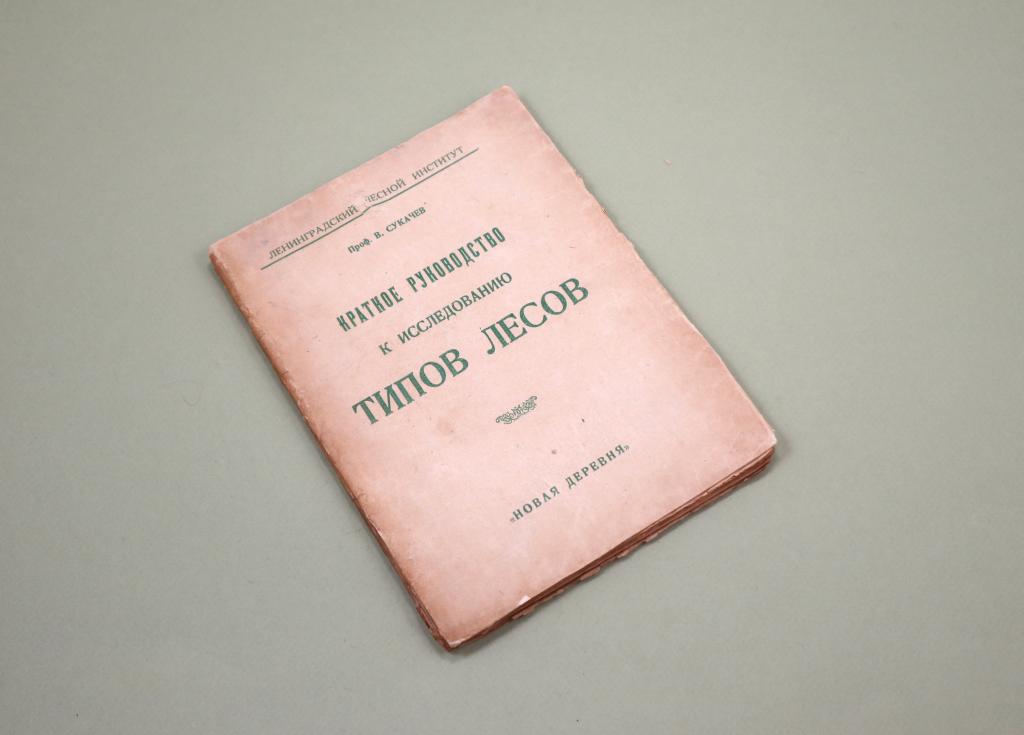 ЛЕНИНГРАДСКИЙ ЛЕСНОЙ ИНСТИТУТ
Проф. В. СУКАЧЕВ
КРАТКОЕ РУКОВОДСТВО
К ИССЛЕДОВАНИЮ
ТИПОВ ЛЕСОВ
„НОВАЯ ДЕРЕВНЯ»